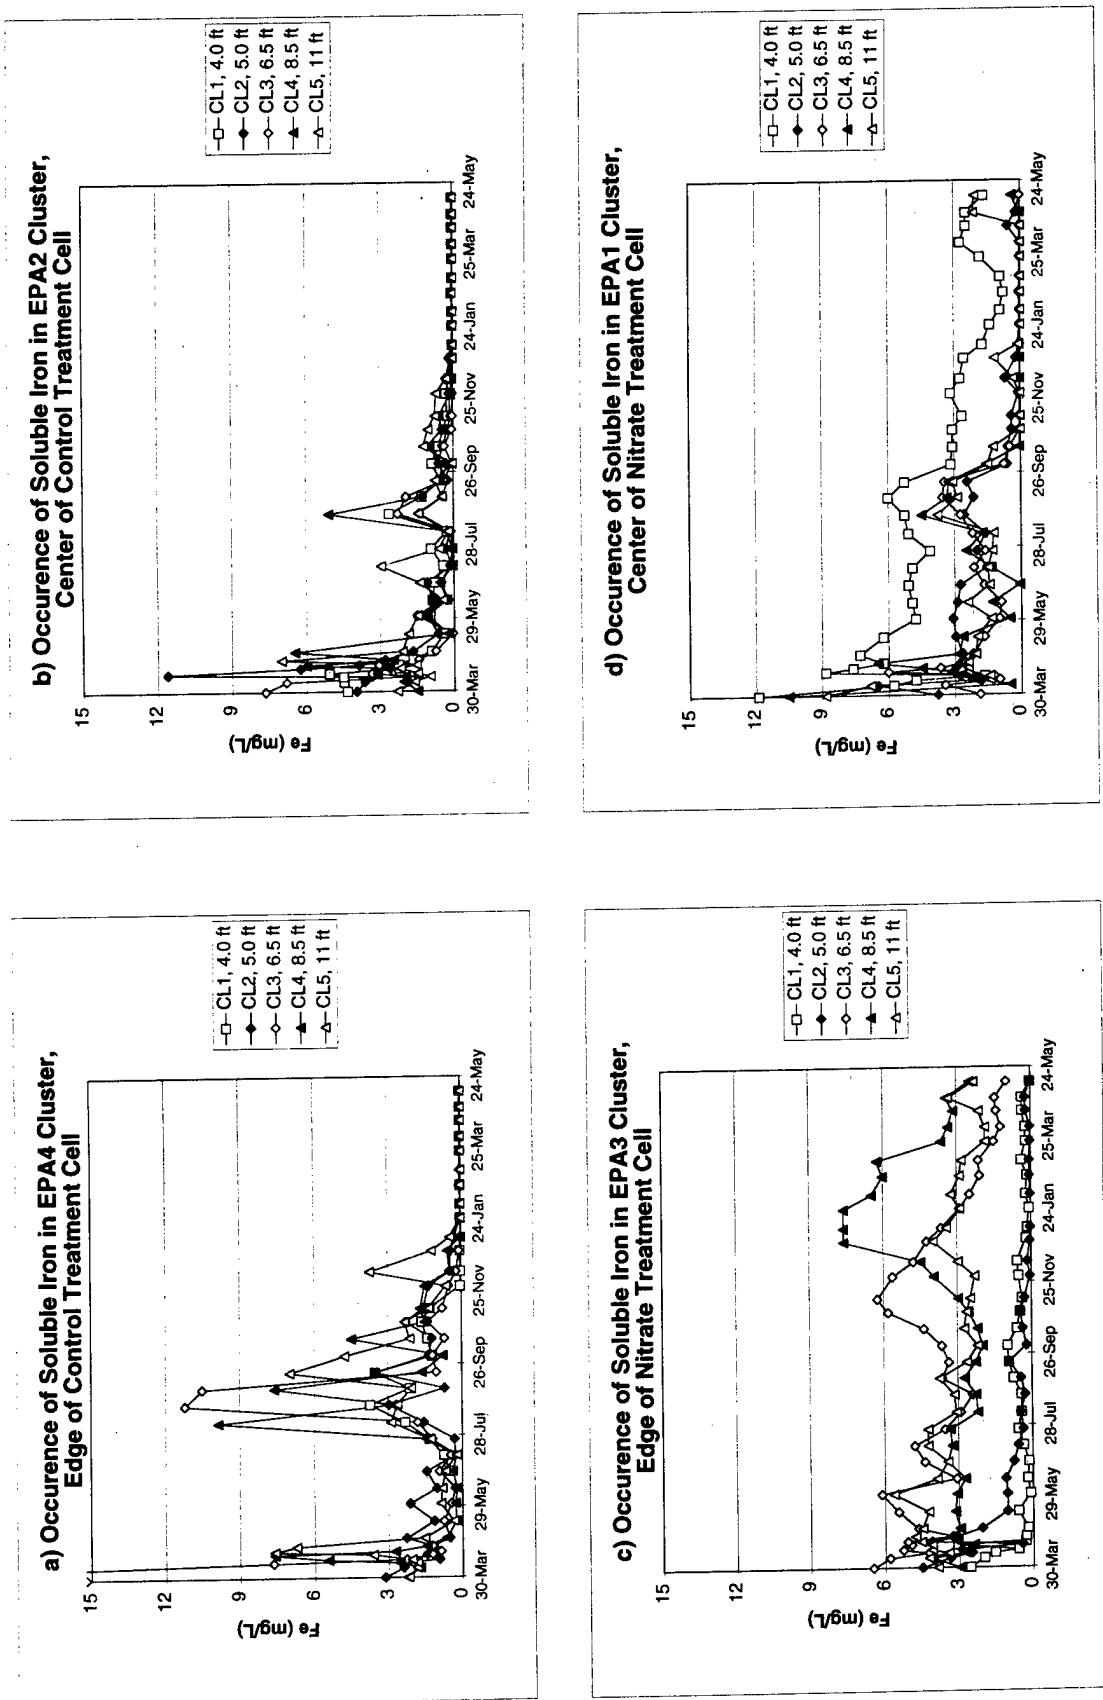 a) Occurence of Soluble Iron in EPA4 Cluster,
Edge of Control Treatment Cell
Fe (mg/L)
15
12
9
6
3
0
30-Mar
29-May
28-Jul
26-Sep
25-Nov
24-Jan
25-Mar
24-May
CL1, 4.0 ft
CL2, 5.0 ft
CL3, 6.5 ft
CL4, 8.5 ft
CL5, 11 ft
b) Occurence of Soluble Iron in EPA2 Cluster,
Center of Control Treatment Cell
Fe (mg/L)
15
12
9
6
3
0
30-Mar
29-May
28-Jul
26-Sep
25-Nov
24-Jan
25-Mar
24-May
CL1, 4.0 ft
CL2, 5.0 ft
CL3, 6.5 ft
CL4, 8.5 ft
CL5, 11 ft
c) Occurence of Soluble Iron in EPA3 Cluster,
Edge of Nitrate Treatment Cell
Fe (mg/L)
15
12
9
6
3
0
30-Mar
29-May
28-Jul
26-Sep
25-Nov
24-Jan
25-Mar
24-May
CL1, 4.0 ft
CL2, 5.0 ft
CL3, 6.5 ft
CL4, 8.5 ft
CL5, 11 ft
d) Occurence of Soluble Iron in EPA1 Cluster,
Center of Nitrate Treatment Cell
Fe (mg/L)
15
12
9
6
3
0
30-Mar
29-May
28-Jul
26-Sep
25-Nov
24-Jan
25-Mar
24-May
CL1, 4.0 ft
CL2, 5.0 ft
CL3, 6.5 ft
CL4, 8.5 ft
CL5, 11 ft